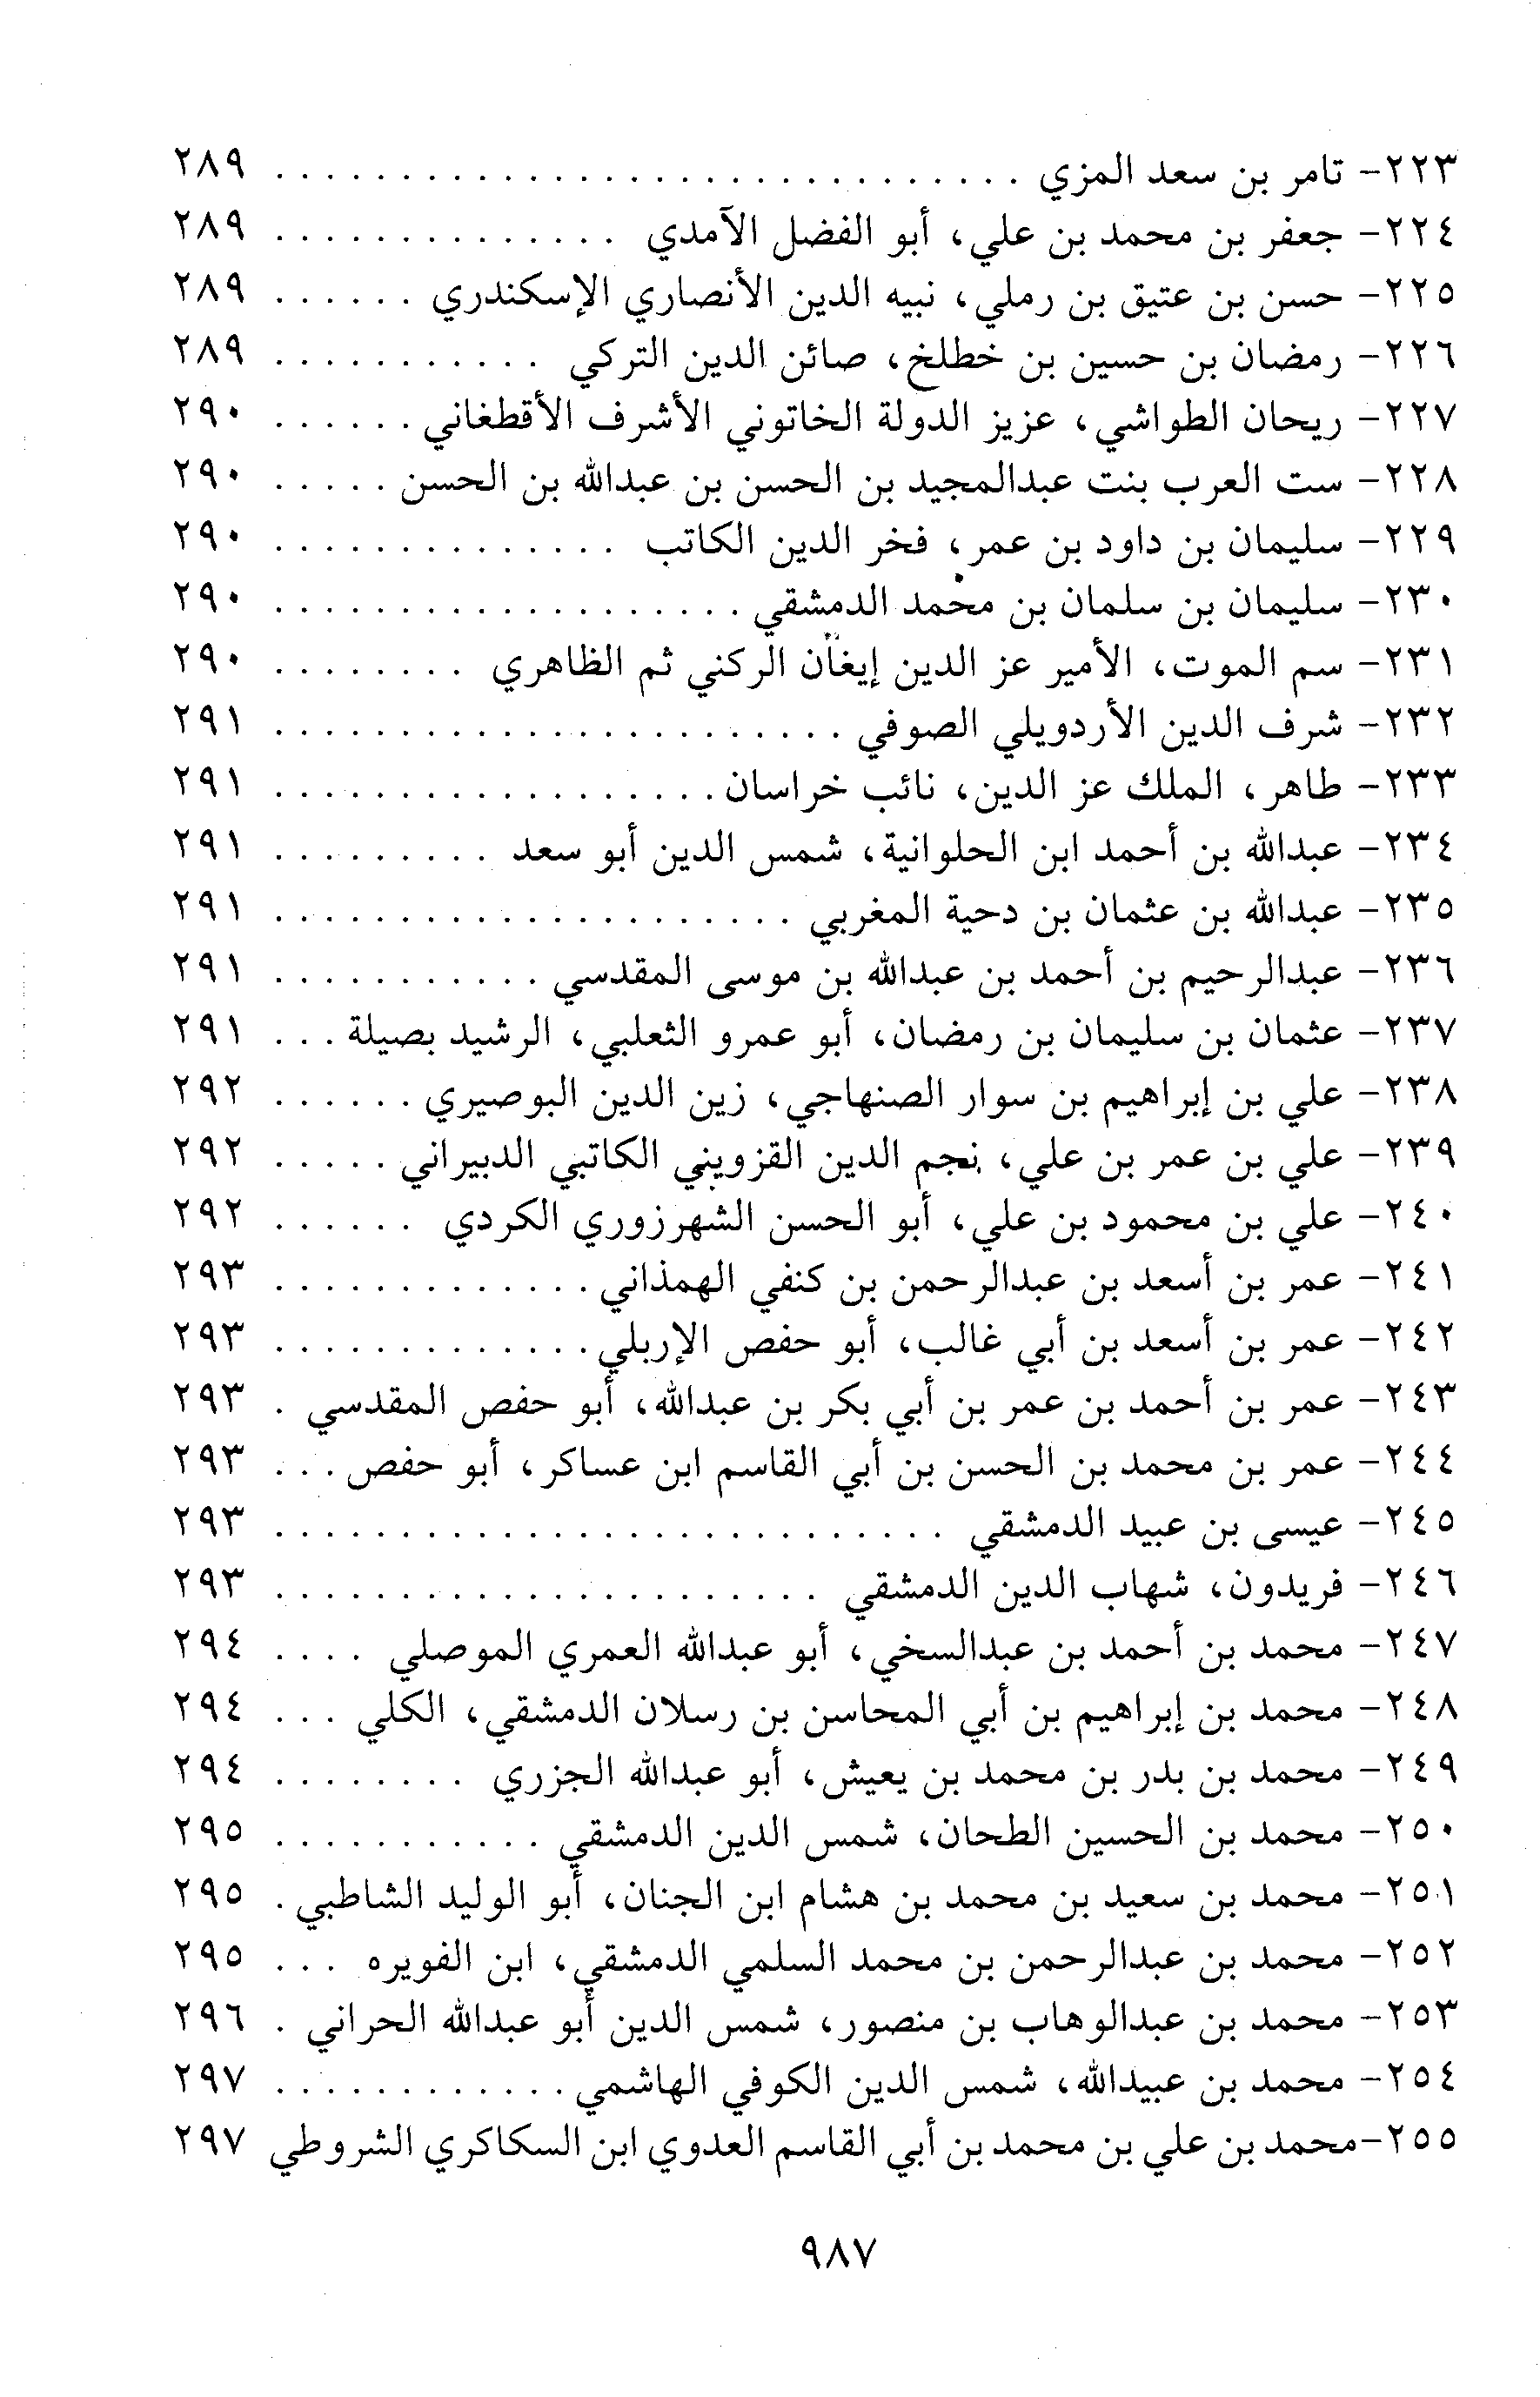 ٢٢٣- تامر بن سعد المزي . . . . . . . . . . . . . . . . . . . . . . . . . . . . . . ٢٨٩
٢٢٤- جعفر بن محمد بن علي، أبو الفضل الآمدي . . . . . . . . . . . . . . ٢٨٩
٢٢٥- حسن بن عتيق بن رملي، نبيه الدين الأنصاري الإسكندري . . . . . . ٢٨٩
٢٢٦- رمضان بن حسين بن خطلخ، صائن الدين التركي . . . . . . . . . . . ٢٨٩
٢٢٧- ريحان الطواشي، عزيز الدولة الخاتوني الأشرف الأقطغاني . . . . . . ٢٩٠
٢٢٨- ست العرب بنت عبدالمجيد بن الحسن بن عبدالله بن الحسن . . . . . ٢٩٠
٢٢٩- سليمان بن داود بن عمر، فخر الدين الكاتب . . . . . . . . . . . . . . ٢٩٠
٢٣٠- سليمان بن سلمان بن محمد الدمشقي . . . . . . . . . . . . . . . . . . . ٢٩٠
٢٣١- سم الموت، الأمير عز الدين إيغان الركني ثم الظاهري . . . . . . . . ٢٩٠
٢٣٢- شرف الدين الأردويلي الصوفي . . . . . . . . . . . . . . . . . . . . . . . ٢٩١
٢٣٣- طاهر، الملك عز الدين، نائب خراسان . . . . . . . . . . . . . . . . . . ٢٩١
٢٣٤- عبدالله بن أحمد ابن الحلوانية، شمس الدين أبو سعد . . . . . . . . . ٢٩١
٢٣٥- عبدالله بن عثمان بن دحية المغربي . . . . . . . . . . . . . . . . . . . . . ٢٩١
٢٣٦- عبدالرحيم بن أحمد بن عبدالله بن موسى المقدسي . . . . . . . . . . . ٢٩١
٢٣٧- عثمان بن سليمان بن رمضان، أبو عمرو الثعلبي، الرشيد بصيلة . . . ٢٩١
٢٣٨- علي بن إبراهيم بن سوار الصنهاجي، زين الدين البوصيري . . . . . . ٢٩٢
٢٣٩- علي بن عمر بن علي، نجم الدين القزويني الكاتبي الدبيراني . . . . . ٢٩٢
٢٤٠- علي بن محمود بن علي، أبو الحسن الشهرزوري الكردي . . . . . . ٢٩٢
٢٤١- عمر بن أسعد بن عبدالرحمن بن كنفي الهمذاني . . . . . . . . . . . . . ٢٩٣
٢٤٢- عمر بن أسعد بن أبي غالب، أبو حفص الإربلي . . . . . . . . . . . . . ٢٩٣
٢٤٣- عمر بن أحمد بن عمر بن أبي بكر بن عبدالله، أبو حفص المقدسي . ٢٩٣
٢٤٤- عمر بن محمد بن الحسن بن أبي القاسم ابن عساكر، أبو حفص . . . ٢٩٣
٢٤٥- عيسى بن عبيد الدمشقي . . . . . . . . . . . . . . . . . . . . . . . . . . . ٢٩٣
٢٤٦- فريدون، شهاب الدين الدمشقي . . . . . . . . . . . . . . . . . . . . . . ٢٩٣
٢٤٧- محمد بن أحمد بن عبدالسخي، أبو عبدالله العمري الموصلي . . . . ٢٩٤
٢٤٨- محمد بن إبراهيم بن أبي المحاسن بن رسلان الدمشقي، الكلي . . . ٢٩٤
٢٤٩- محمد بن بدر بن محمد بن يعيش، أبو عبدالله الجزري . . . . . . . . ٢٩٤
٢٥٠- محمد بن الحسين الطحان، شمس الدين الدمشقي . . . . . . . . . . . ٢٩٥
٢٥١- محمد بن سعيد بن محمد بن هشام ابن الجنان، أبو الوليد الشاطبي . ٢٩٥
٢٥٢- محمد بن عبدالرحمن بن محمد السلمي الدمشقي، ابن الفويره . . . ٢٩٥
٢٥٣- محمد بن عبدالوهاب بن منصور، شمس الدين أبو عبدالله الحراني . ٢٩٦
٢٥٤- محمد بن عبيدالله، شمس الدين الكوفي الهاشمي . . . . . . . . . . . . ٢٩٧
٢٥٥-محمد بن علي بن محمد بن أبي القاسم العدوي ابن السكاكري الشروطي ٢٩٧
٩٨٧